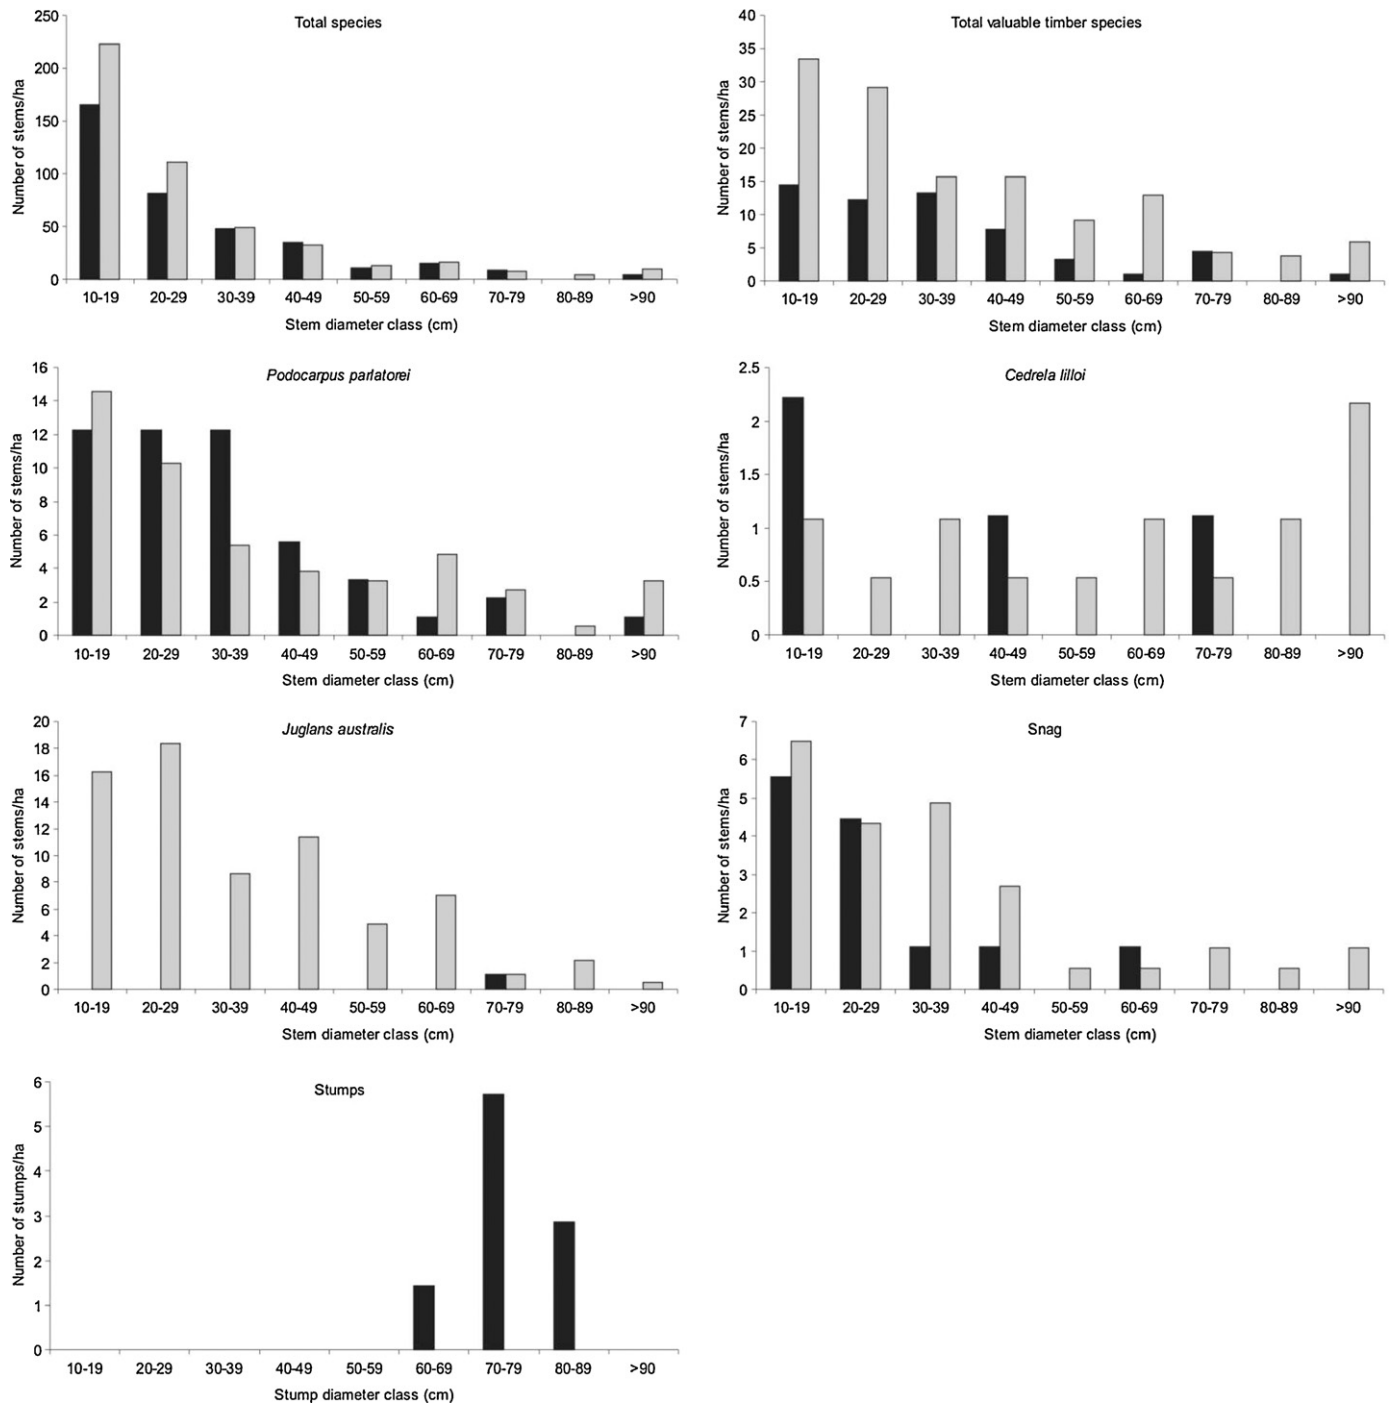 Total species
Number of stems/ha
250
200
150
100
50
0
10-19 20-29 30-39 40-49 50-59 60-69 70-79 80-89 >90
Stem diameter class (cm)
Total valuable timber species
Number of stems/ha
40
35
30
25
20
15
10
5
0
10-19 20-29 30-39 40-49 50-59 60-69 70-79 80-89 >90
Stem diameter class (cm)
Podocarpus parlatorei
Number of stems/ha
16
14
12
10
8
6
4
2
0
10-19 20-29 30-39 40-49 50-59 60-69 70-79 80-89 >90
Stem diameter class (cm)
Cedrela lilloi
Number of stems/ha
2.5
2
1.5
1
0.5
0
10-19 20-29 30-39 40-49 50-59 60-69 70-79 80-89 >90
Stem diameter class (cm)
Juglans australis
Number of stems/ha
20
18
16
14
12
10
8
6
4
2
0
10-19 20-29 30-39 40-49 50-59 60-69 70-79 80-89 >90
Stem diameter class (cm)
Snag
Number of stems/ha
7
6
5
4
3
2
1
0
10-19 20-29 30-39 40-49 50-59 60-69 70-79 80-89 >90
Stem diameter class (cm)
Stumps
Number of stumps/ha
6
5
4
3
2
1
0
10-19 20-29 30-39 40-49 50-59 60-69 70-79 80-89 >90
Stump diameter class (cm)